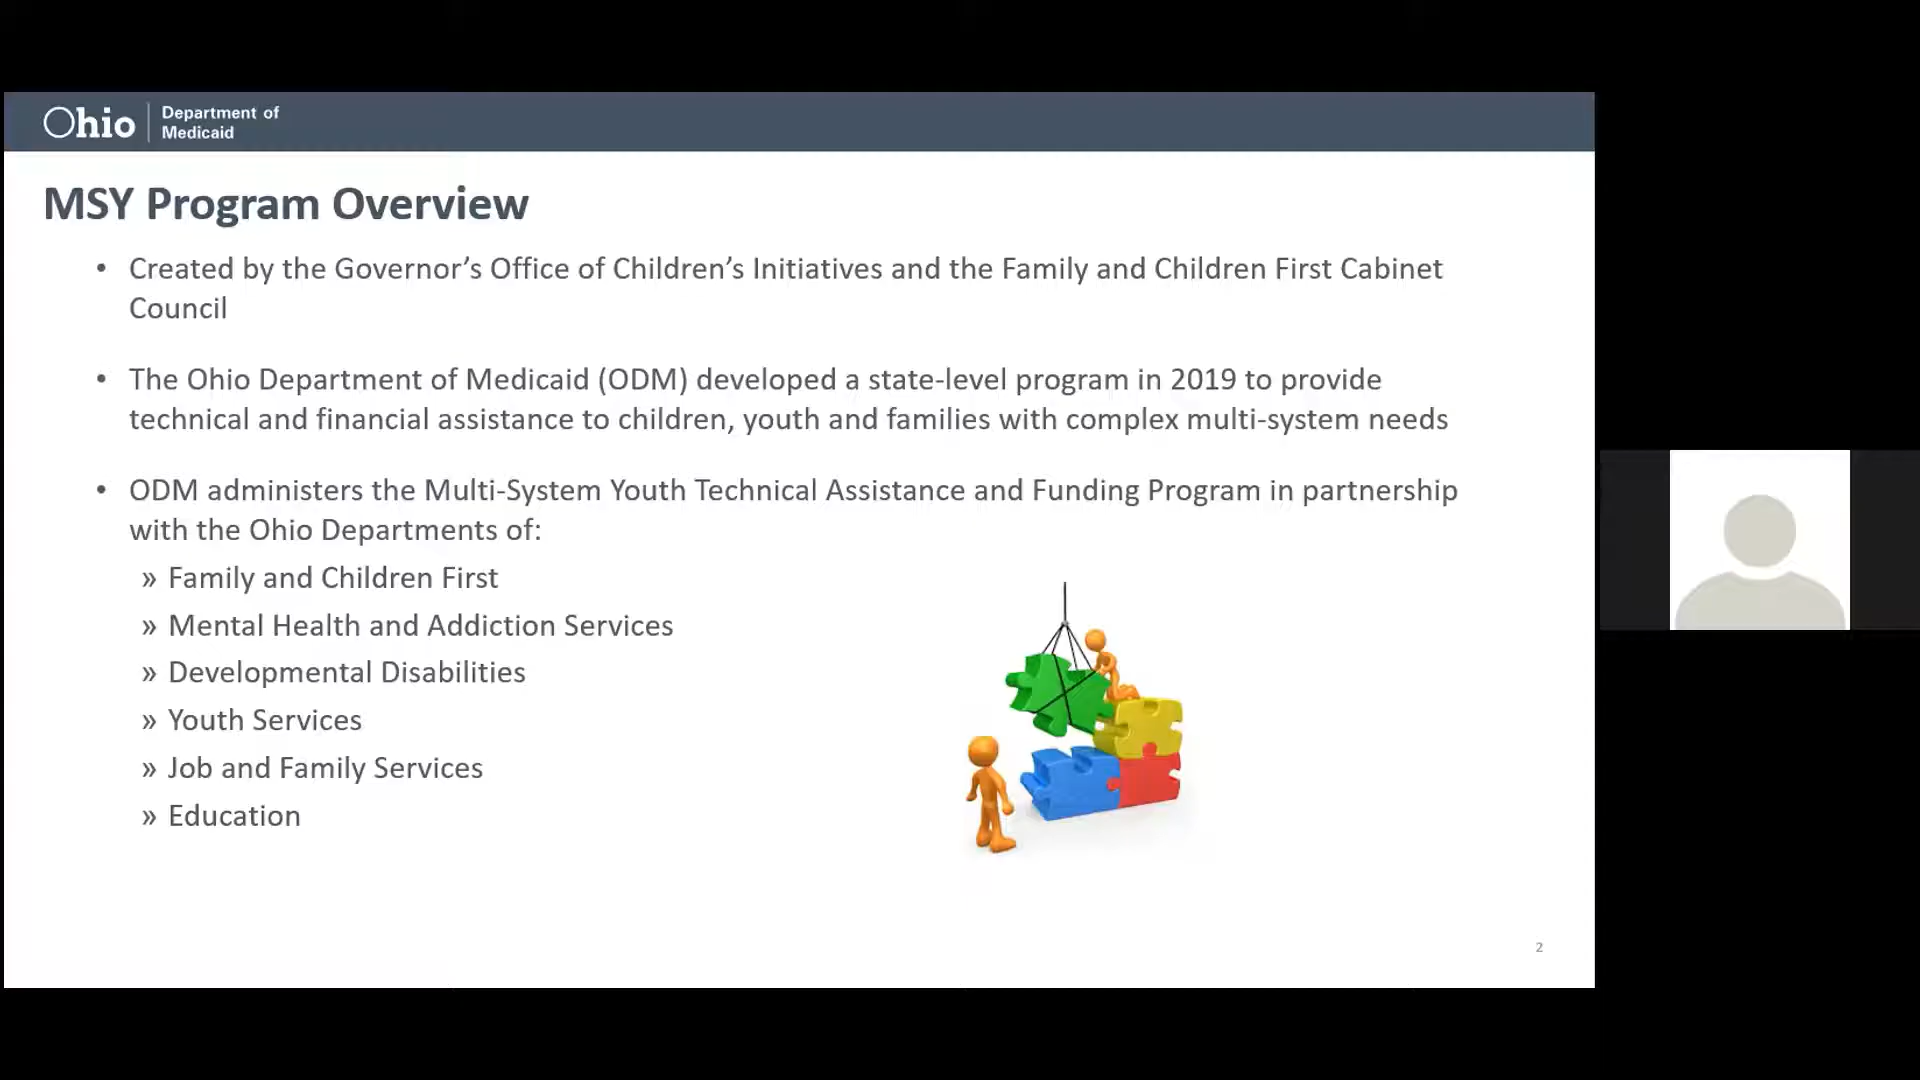 Ohio
Department of
Medicaid
MSY Program Overview
• Created by the Governor’s Office of Children’s Initiatives and the Family and Children First Cabinet
Council
• The Ohio Department of Medicaid (ODM) developed a state-level program in 2019 to provide
technical and financial assistance to children, youth and families with complex multi-system needs
• ODM administers the Multi-System Youth Technical Assistance and Funding Program in partnership
with the Ohio Departments of:
» Family and Children First
» Mental Health and Addiction Services
» Developmental Disabilities
» Youth Services
» Job and Family Services
» Education
2